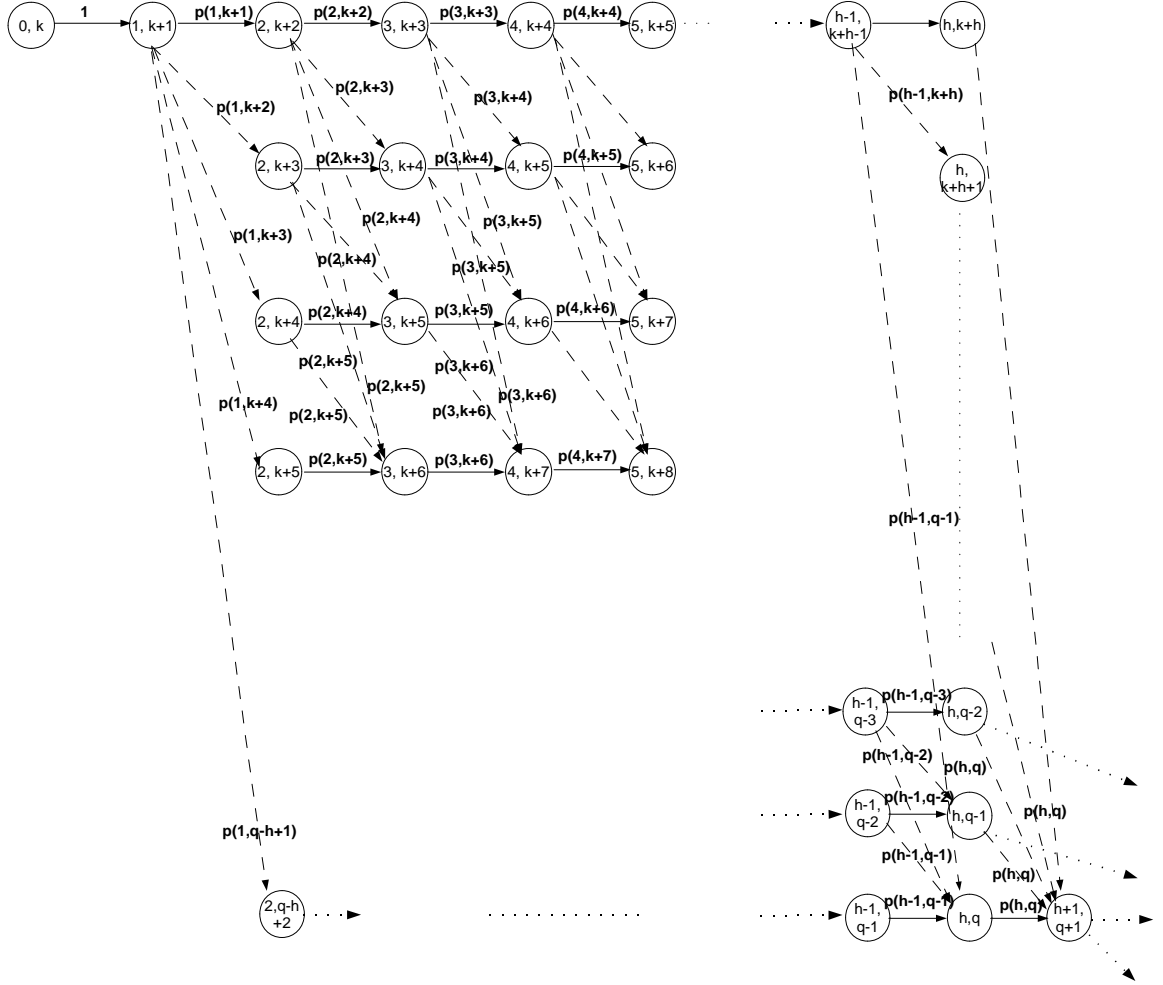 1
p(1,k+1)
p(2,k+2)
p(3,k+3)
p(4,k+4)
0, k
1, k+1
2, k+2
3, k+3
4, k+4
5, k+5
h-1,
k+h-1
h,k+h
p(1,k+2)
p(2,k+3)
p(3,k+4)
p(h-1,k+h)
p(2,k+3)
p(3,k+4)
p(4,k+5)
2, k+3
3, k+4
4, k+5
5, k+6
h,
k+h+1
p(1,k+3)
p(2,k+4)
p(3,k+5)
p(2,k+4)
p(3,k+5)
p(2,k+4)
p(3,k+5)
p(4,k+6)
2, k+4
3, k+5
4, k+6
5, k+7
p(2,k+5)
p(3,k+6)
p(1,k+4)
p(2,k+5)
p(3,k+6)
p(2,k+5)
p(3,k+6)
p(2,k+5)
p(3,k+6)
p(4,k+7)
2, k+5
3, k+6
4, k+7
5, k+8
p(h-1,q-1)
p(h-1,q-3)
h-1,
q-3
h,q-2
p(h-1,q-2)
p(h,q)
p(h-1,q-2)
h-1,
q-2
h,q-1
p(h,q)
p(1,q-h+1)
p(h-1,q-1)
p(h,q)
p(h-1,q-1)
p(h,q)
2,q-h
+2
h-1,
q-1
h,q
h+1,
q+1